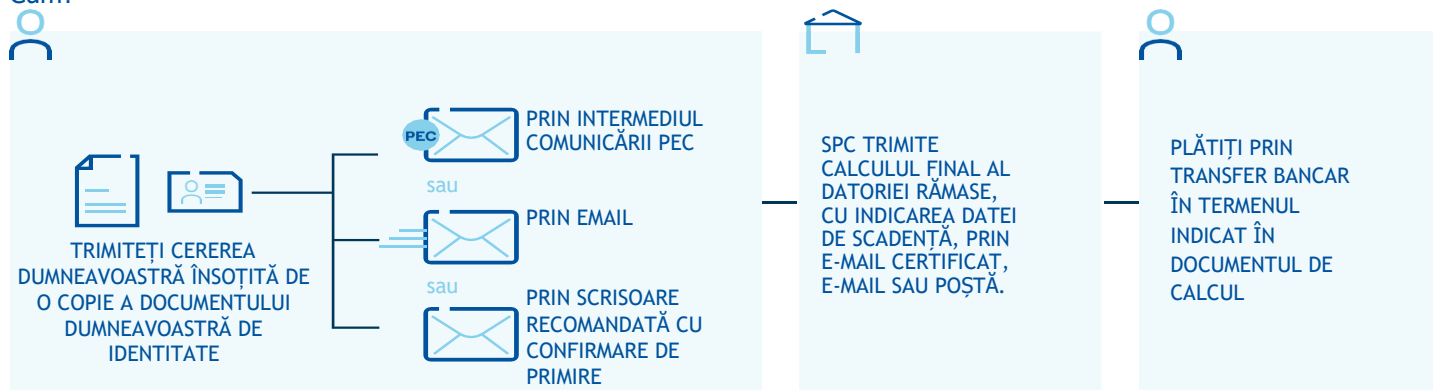 TRIMITEȚI CEREREA
DUMNEAVOASTRĂ ÎNSOȚITĂ DE
O COPIE A DOCUMENTULUI
DUMNEAVOASTRĂ DE
IDENTITATE
PEC
PRIN INTERMEDIUL
COMUNICĂRII PEC
sau
PRIN EMAIL
sau
PRIN SCRISOARE
RECOMANDATĂ CU
CONFIRMARE DE
PRIMIRE
SPC TRIMITE
CALCULUL FINAL AL
DATORIEI RĂMASE,
CU INDICAREA DATEI
DE SCADENȚĂ, PRIN
E-MAIL CERTIFICAT,
E-MAIL SAU POȘTĂ.
PLĂTIȚI PRIN
TRANSFER BANCAR
ÎN TERMENUL
INDICAT ÎN
DOCUMENTUL DE
CALCUL